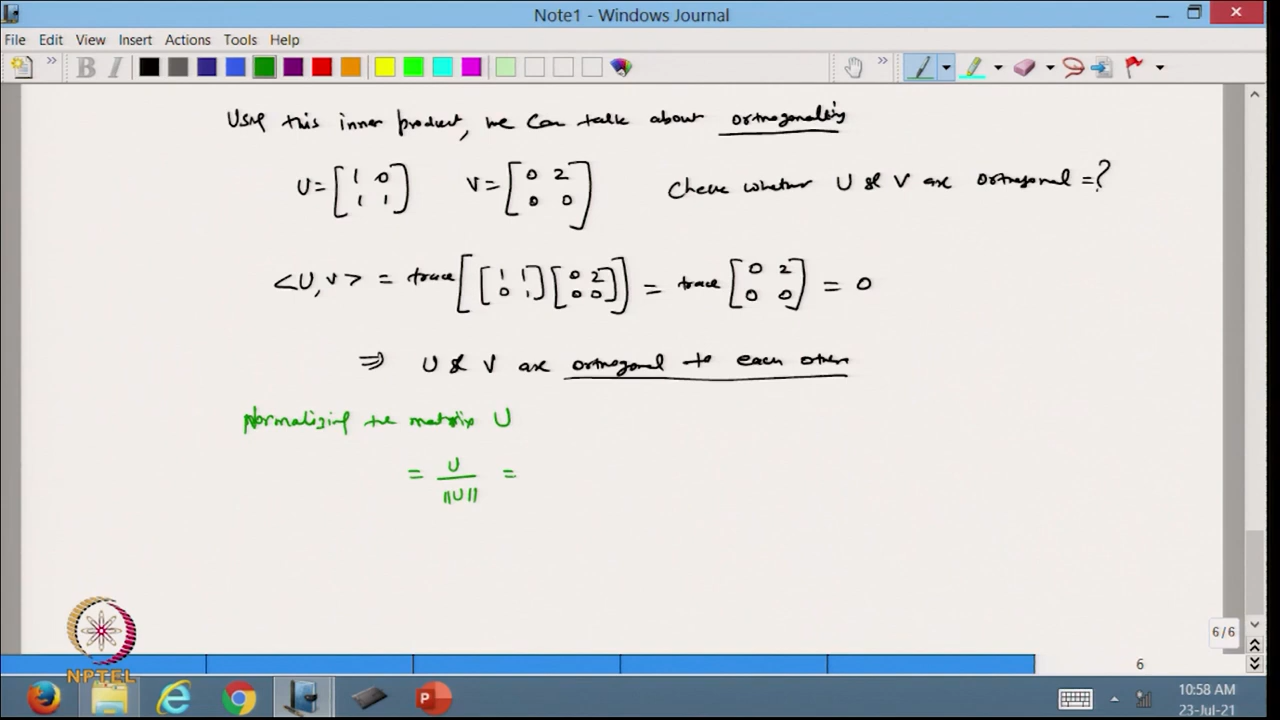 Note1 - Windows Journal
File Edit View Insert Actions Tools Help
B I
Using this inner product, we can talk about orthogonality
U = [1 0; 1 1] V = [0 2; 0 0] Check whether U & V are orthogonal = ?
<U, V> = trace [[1 1; 0 1] [0 2; 0 0]] = trace [0 2; 0 0] = 0
⇒ U & V are orthogonal to each other
Normalizing the matrix U
= U / ||U|| =
6/6
6
NPTEL
10:58 AM
23-Jul-21